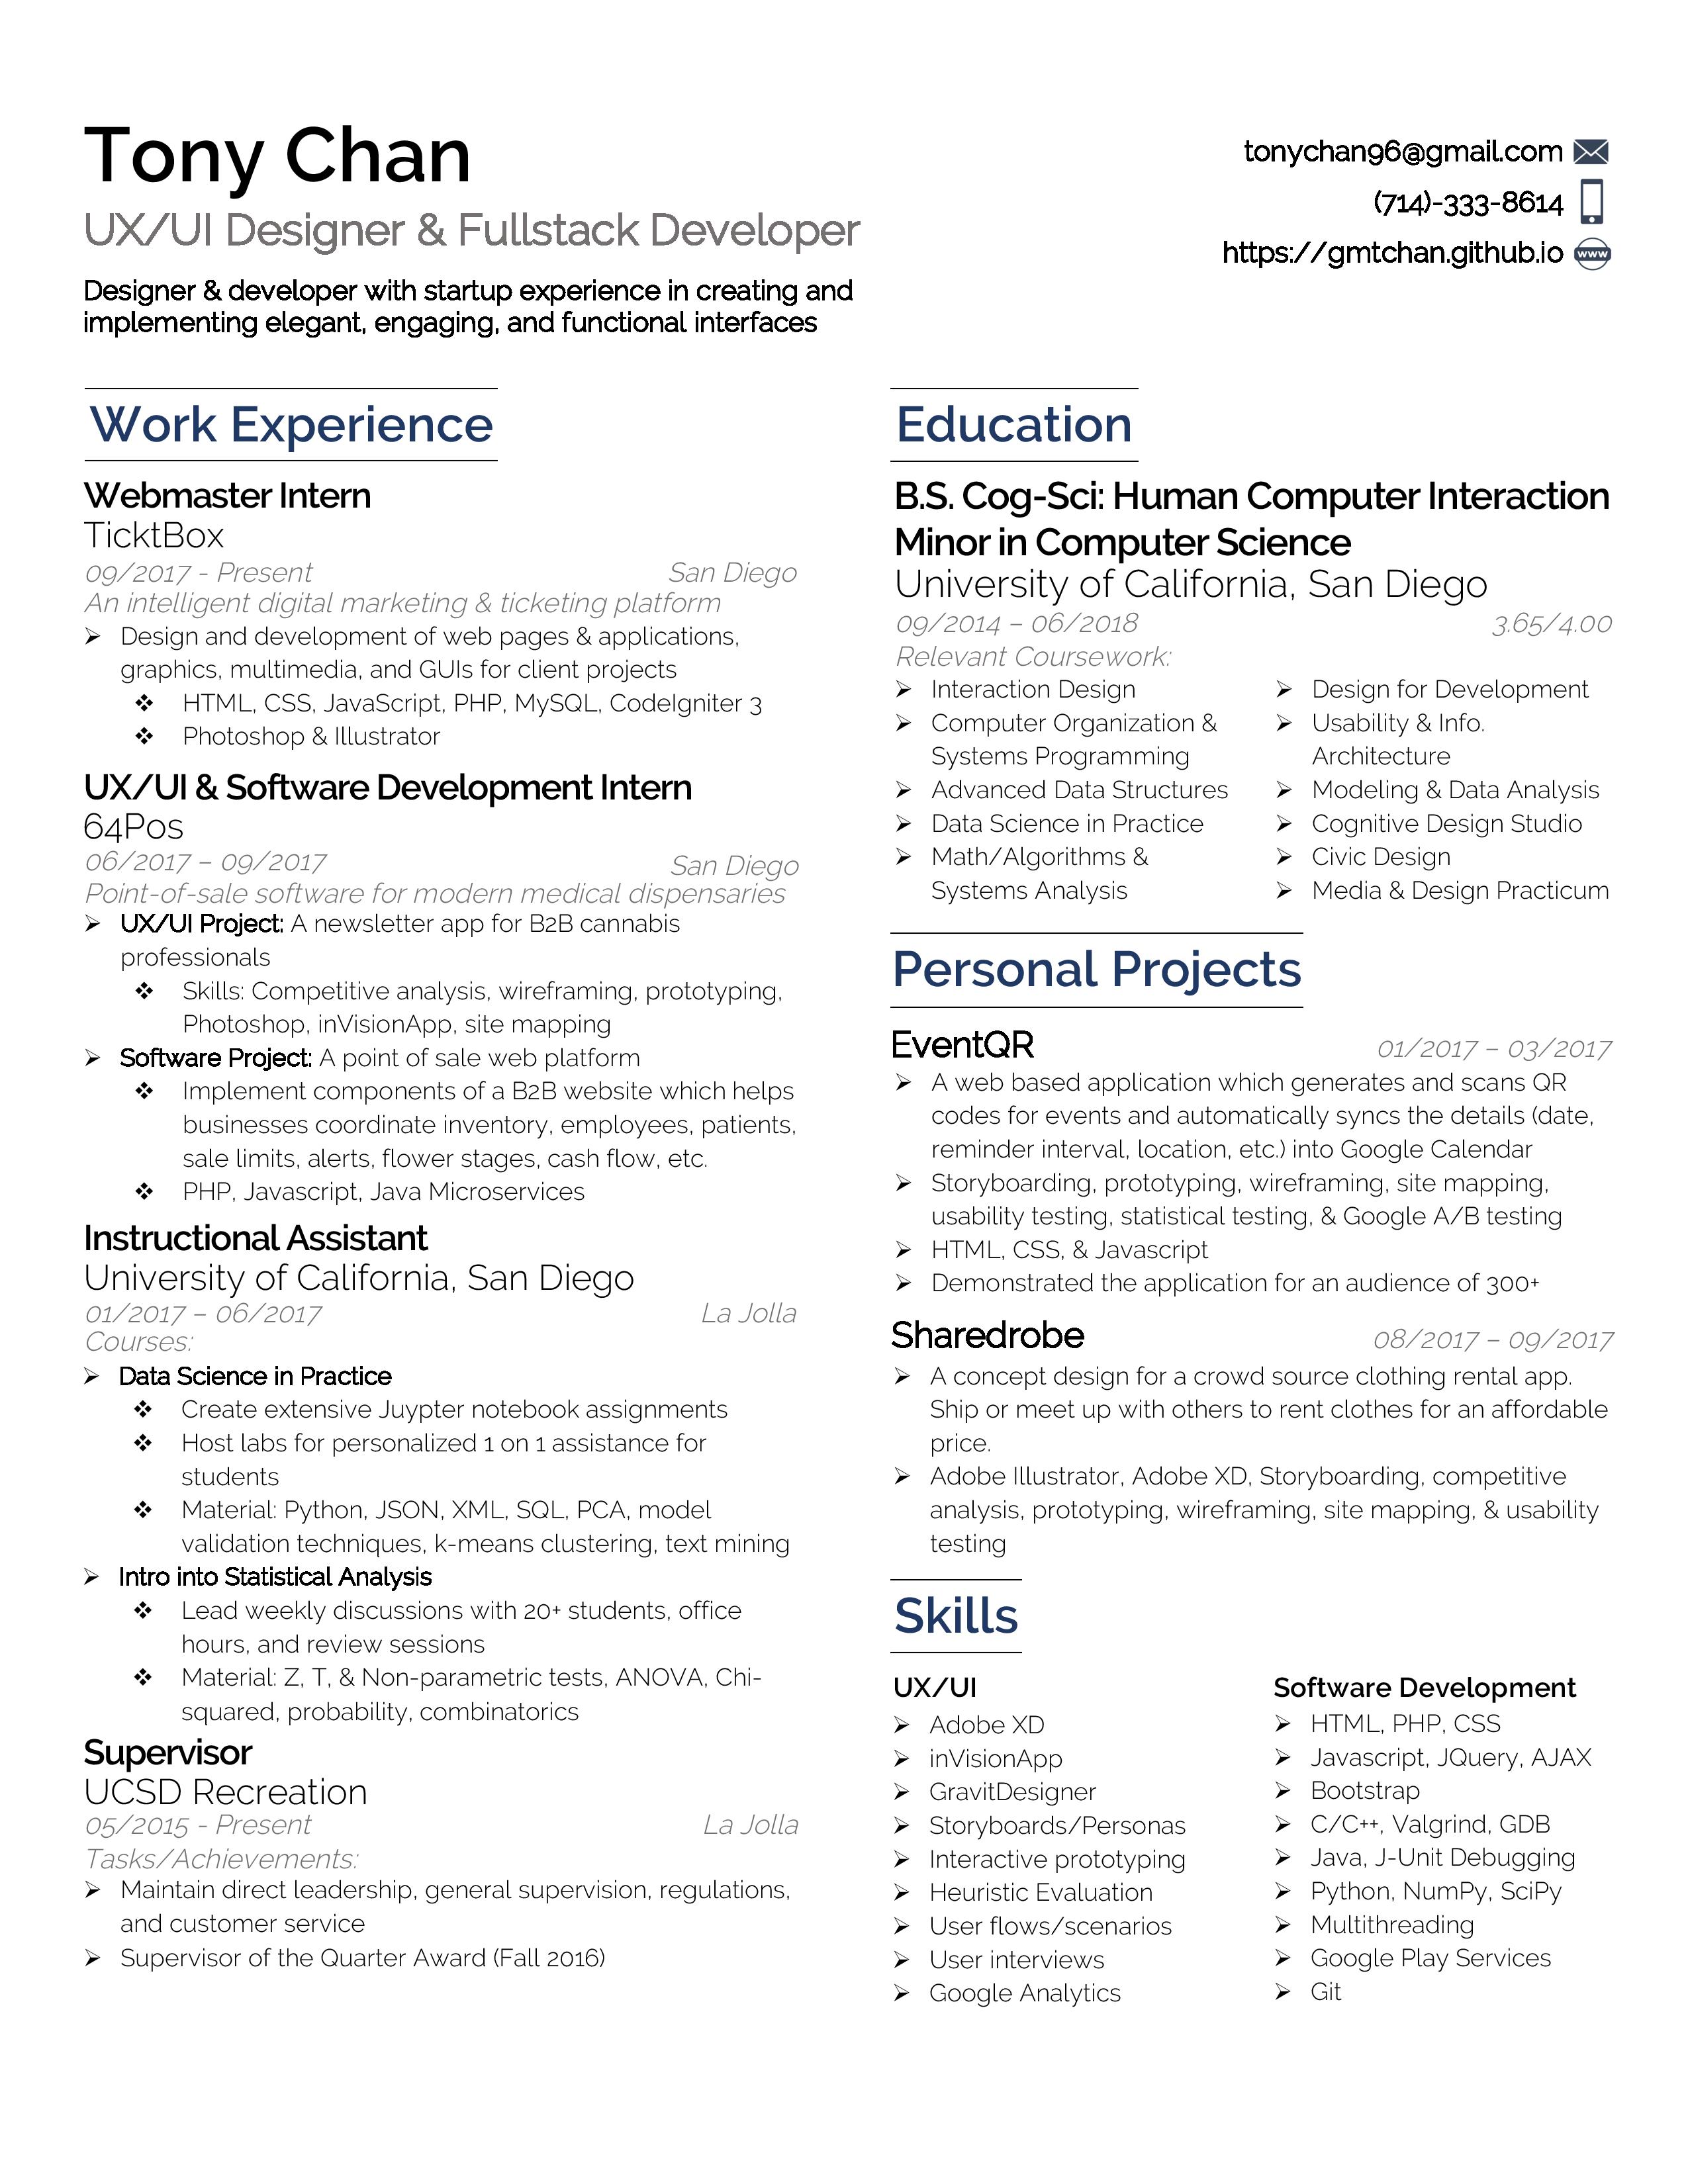 Tony Chan
UX/UI Designer & Fullstack Developer
Designer & developer with startup experience in creating and
implementing elegant, engaging, and functional interfaces
tonychan96@gmail.com
(714)-333-8614
https://gmtchan.github.io
www
Work Experience
Webmaster Intern
TicktBox
09/2017 - Present San Diego
An intelligent digital marketing & ticketing platform
➢ Design and development of web pages & applications,
graphics, multimedia, and GUIs for client projects
❖ HTML, CSS, JavaScript, PHP, MySQL, CodeIgniter 3
❖ Photoshop & Illustrator
UX/UI & Software Development Intern
64Pos
06/2017 – 09/2017 San Diego
Point-of-sale software for modern medical dispensaries
➢ UX/UI Project: A newsletter app for B2B cannabis
professionals
❖ Skills: Competitive analysis, wireframing, prototyping,
Photoshop, inVisionApp, site mapping
➢ Software Project: A point of sale web platform
❖ Implement components of a B2B website which helps
businesses coordinate inventory, employees, patients,
sale limits, alerts, flower stages, cash flow, etc.
❖ PHP, Javascript, Java Microservices
Instructional Assistant
University of California, San Diego
01/2017 – 06/2017 La Jolla
Courses:
➢ Data Science in Practice
❖ Create extensive Juypter notebook assignments
❖ Host labs for personalized 1 on 1 assistance for
students
❖ Material: Python, JSON, XML, SQL, PCA, model
validation techniques, k-means clustering, text mining
➢ Intro into Statistical Analysis
❖ Lead weekly discussions with 20+ students, office
hours, and review sessions
❖ Material: Z, T, & Non-parametric tests, ANOVA, Chi-
squared, probability, combinatorics
Supervisor
UCSD Recreation
05/2015 - Present La Jolla
Tasks/Achievements:
➢ Maintain direct leadership, general supervision, regulations,
and customer service
➢ Supervisor of the Quarter Award (Fall 2016)
Education
B.S. Cog-Sci: Human Computer Interaction
Minor in Computer Science
University of California, San Diego
09/2014 – 06/2018 3.65/4.00
Relevant Coursework:
➢ Interaction Design
➢ Computer Organization &
Systems Programming
➢ Advanced Data Structures
➢ Data Science in Practice
➢ Math/Algorithms &
Systems Analysis
➢ Design for Development
➢ Usability & Info.
Architecture
➢ Modeling & Data Analysis
➢ Cognitive Design Studio
➢ Civic Design
➢ Media & Design Practicum
Personal Projects
EventQR 01/2017 – 03/2017
➢ A web based application which generates and scans QR
codes for events and automatically syncs the details (date,
reminder interval, location, etc.) into Google Calendar
➢ Storyboarding, prototyping, wireframing, site mapping,
usability testing, statistical testing, & Google A/B testing
➢ HTML, CSS, & Javascript
➢ Demonstrated the application for an audience of 300+
Sharedrobe 08/2017 – 09/2017
➢ A concept design for a crowd source clothing rental app.
Ship or meet up with others to rent clothes for an affordable
price.
➢ Adobe Illustrator, Adobe XD, Storyboarding, competitive
analysis, prototyping, wireframing, site mapping, & usability
testing
Skills
UX/UI
➢ Adobe XD
➢ inVisionApp
➢ GravitDesigner
➢ Storyboards/Personas
➢ Interactive prototyping
➢ Heuristic Evaluation
➢ User flows/scenarios
➢ User interviews
➢ Google Analytics
Software Development
➢ HTML, PHP, CSS
➢ Javascript, JQuery, AJAX
➢ Bootstrap
➢ C/C++, Valgrind, GDB
➢ Java, J-Unit Debugging
➢ Python, NumPy, SciPy
➢ Multithreading
➢ Google Play Services
➢ Git